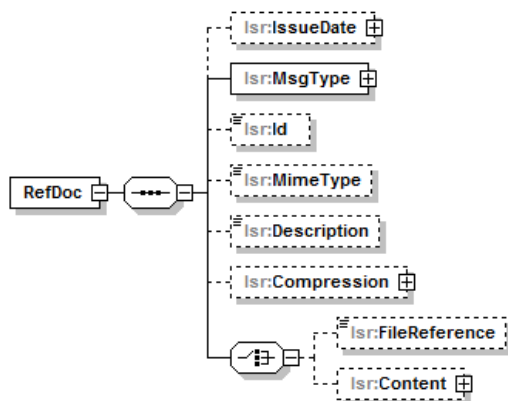 lsr:IssueDate
lsr:MsgType
lsr:Id
lsr:MimeType
RefDoc
lsr:Description
lsr:Compression
lsr:FileReference
lsr:Content